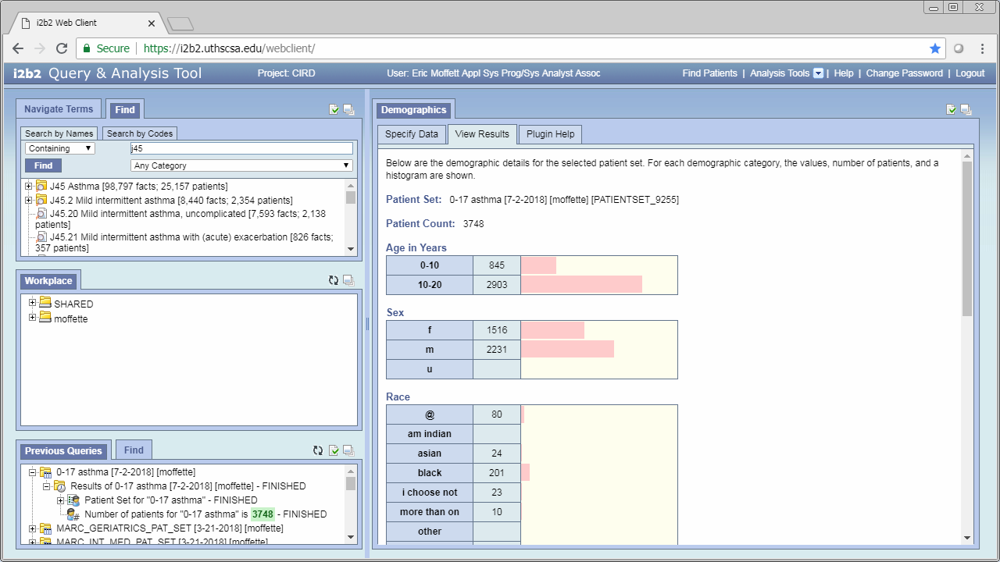 i2b2 Web Client
Secure https://i2b2.uthscsa.edu/webclient/
i2b2 Query & Analysis Tool Project: CIRD User: Eric Moffett Appl Sys Prog/Sys Analyst Assoc Find Patients | Analysis Tools | Help | Change Password | Logout
Navigate Terms Find
Search by Names Search by Codes
Containing j45
Find Any Category
J45 Asthma [98,797 facts; 25,157 patients]
J45.2 Mild intermittent asthma [8,440 facts; 2,354 patients]
J45.20 Mild intermittent asthma, uncomplicated [7,593 facts; 2,138
patients]
J45.21 Mild intermittent asthma with (acute) exacerbation [826 facts;
357 patients]
Workplace
SHARED
moffette
Previous Queries Find
0-17 asthma [7-2-2018] [moffette]
Results of 0-17 asthma [7-2-2018] [moffette] - FINISHED
Patient Set for "0-17 asthma" - FINISHED
Number of patients for "0-17 asthma" is 3748 - FINISHED
MARC_GERIATRICS_PAT_SET [3-21-2018] [moffette]
MARC_INT_MED_PAT_SET [3-21-2018] [moffette]
Demographics
Specify Data View Results Plugin Help
Below are the demographic details for the selected patient set. For each demographic category, the values, number of patients, and a
histogram are shown.
Patient Set: 0-17 asthma [7-2-2018] [moffett] [PATIENTSET_9255]
Patient Count: 3748
Age in Years
0-10 845
10-20 2903
Sex
f 1516
m 2231
u
Race
@ 80
am indian
asian 24
black 201
i choose not 23
more than on 10
other